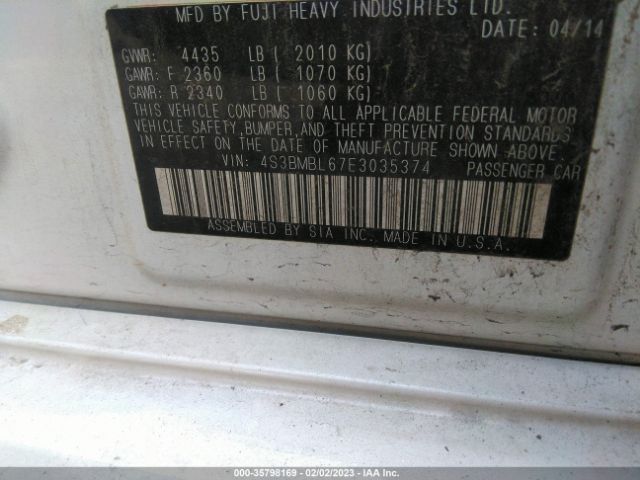 MFD BY FUJI HEAVY INDUSTRIES LTD.
DATE: 04/14
GVWR: 4435 LB ( 2010 KG)
GAWR: F 2360 LB ( 1070 KG)
GAWR: R 2340 LB ( 1060 KG)
THIS VEHICLE CONFORMS TO ALL APPLICABLE FEDERAL MOTOR
VEHICLE SAFETY, BUMPER, AND THEFT PREVENTION STANDARDS
IN EFFECT ON THE DATE OF MANUFACTURE SHOWN ABOVE.
VIN: 4S3BMBL67E3035374 PASSENGER CAR
ASSEMBLED BY SIA INC. MADE IN U.S.A.
000-35798169 - 02/02/2023 - IAA Inc.